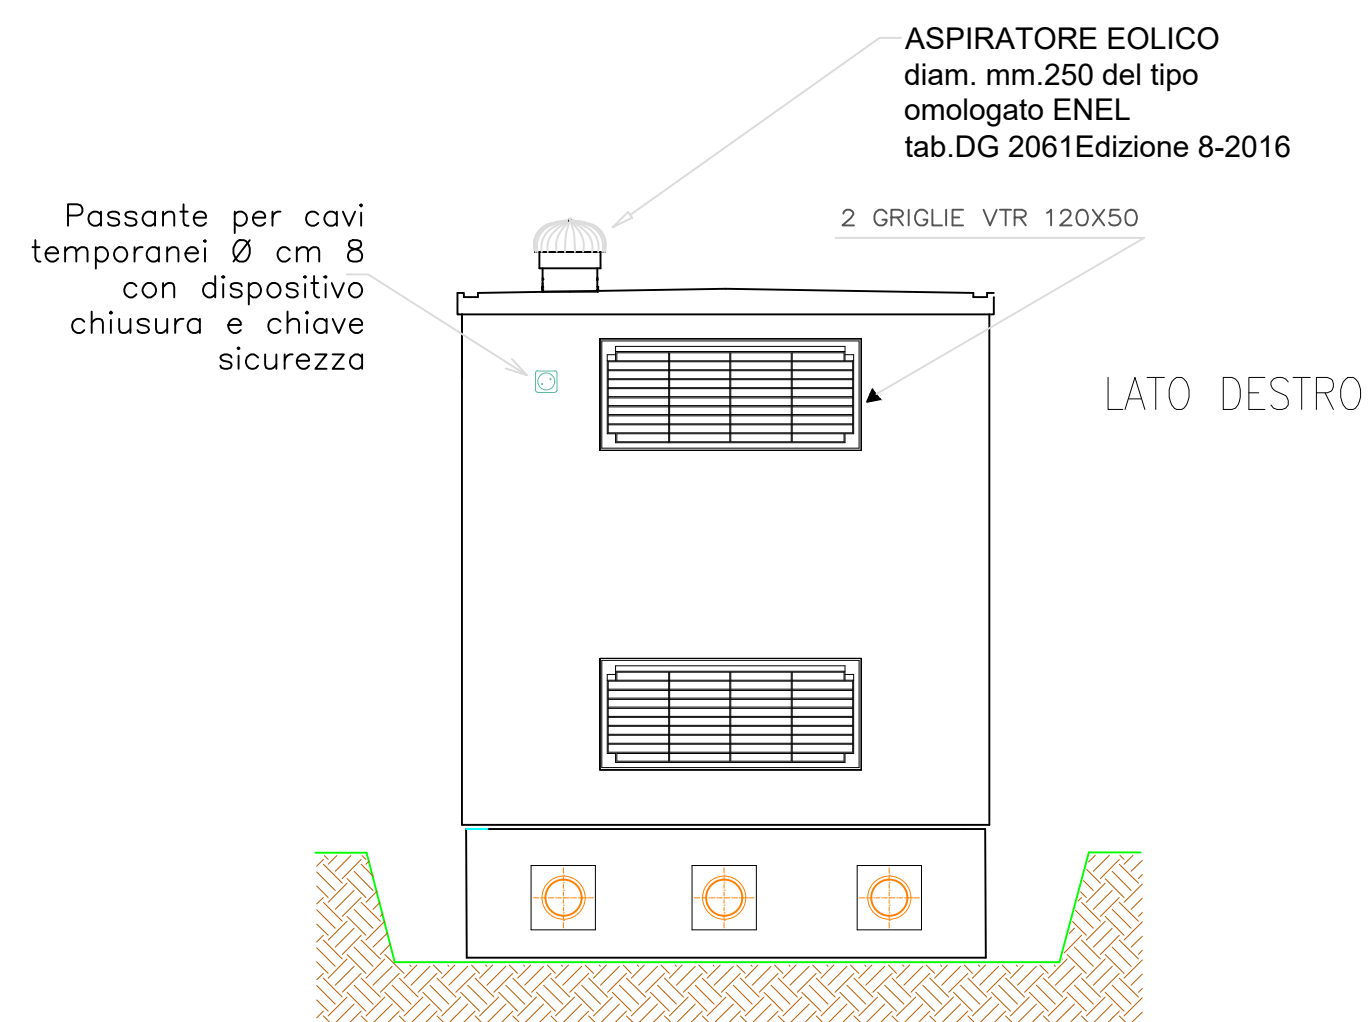 ASPIRATORE EOLICO
diam. mm.250 del tipo
omologato ENEL
tab.DG 2061Edizione 8-2016
Passante per cavi
temporanei Ø cm 8
con dispositivo
chiusura e chiave
sicurezza
2 GRIGLIE VTR 120X50
LATO DESTRO